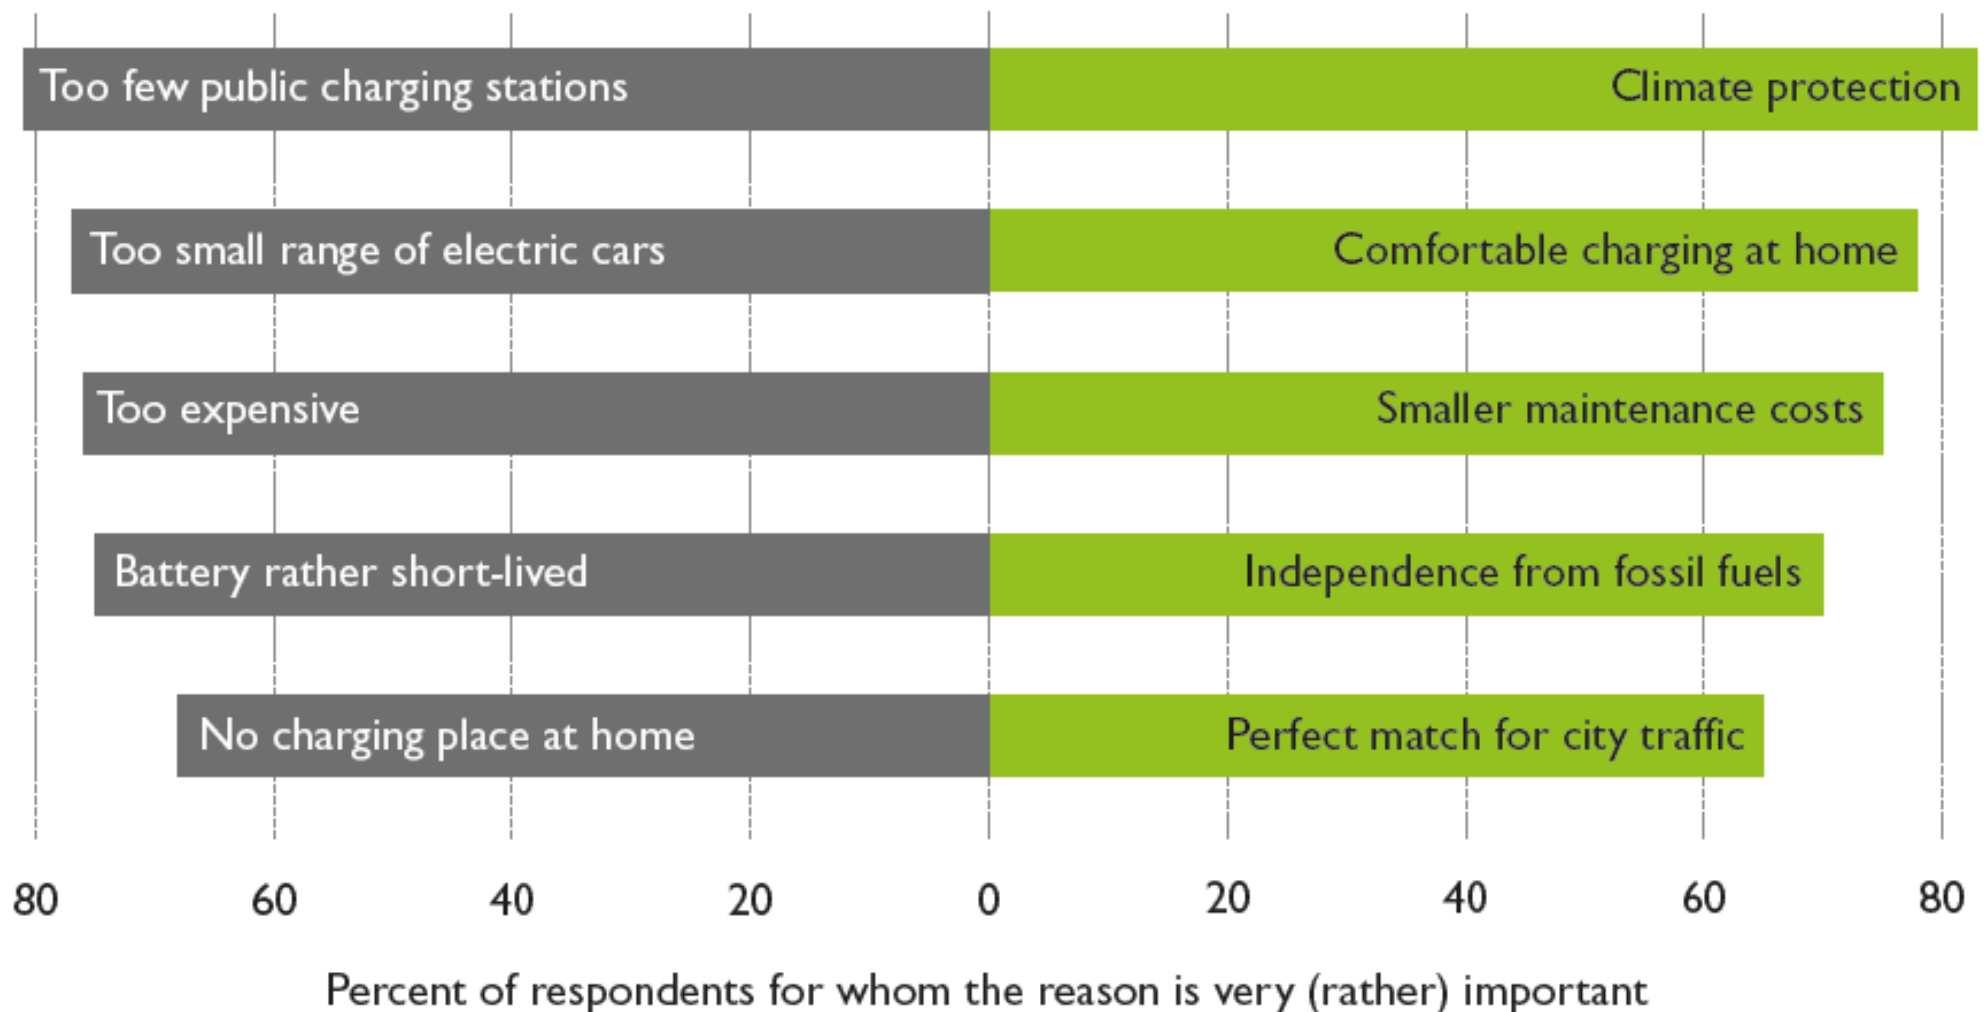 Too few public charging stations
Climate protection
Too small range of electric cars
Comfortable charging at home
Too expensive
Smaller maintenance costs
Battery rather short-lived
Independence from fossil fuels
No charging place at home
Perfect match for city traffic
80 60 40 20 0 20 40 60 80
Percent of respondents for whom the reason is very (rather) important